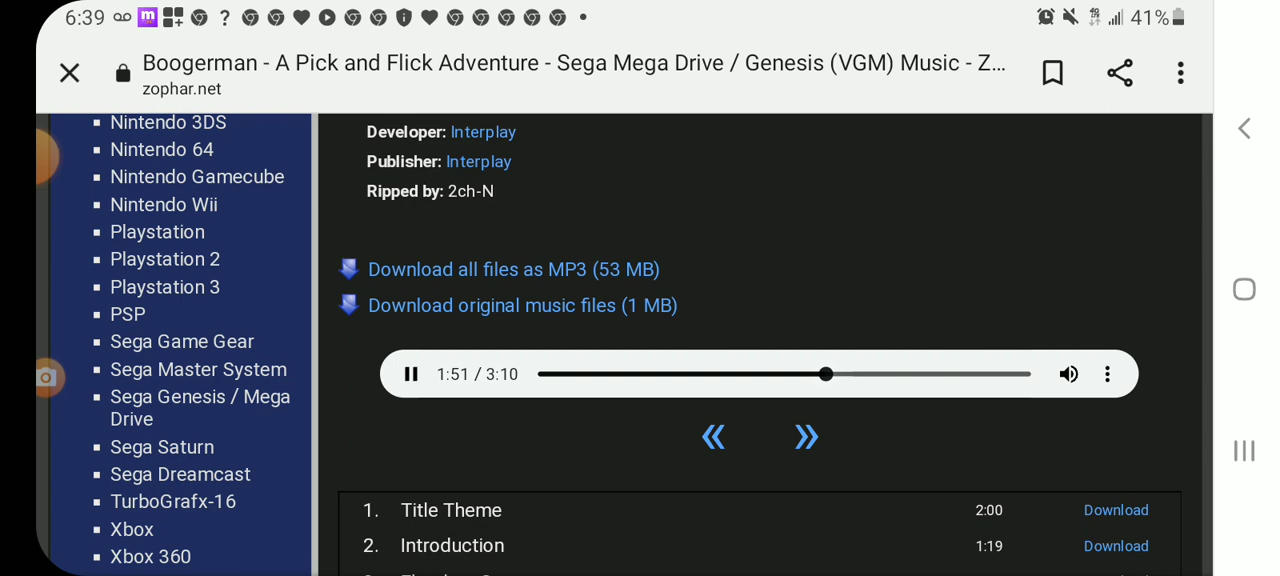 6:39 41%
Boogerman - A Pick and Flick Adventure - Sega Mega Drive / Genesis (VGM) Music - Z...
zophar.net
Nintendo 3DS
Nintendo 64
Nintendo Gamecube
Nintendo Wii
Playstation
Playstation 2
Playstation 3
PSP
Sega Game Gear
Sega Master System
Sega Genesis / Mega
Drive
Sega Saturn
Sega Dreamcast
TurboGrafx-16
Xbox
Xbox 360
Developer: Interplay
Publisher: Interplay
Ripped by: 2ch-N
Download all files as MP3 (53 MB)
Download original music files (1 MB)
1:51 / 3:10
1. Title Theme 2:00 Download
2. Introduction 1:19 Download